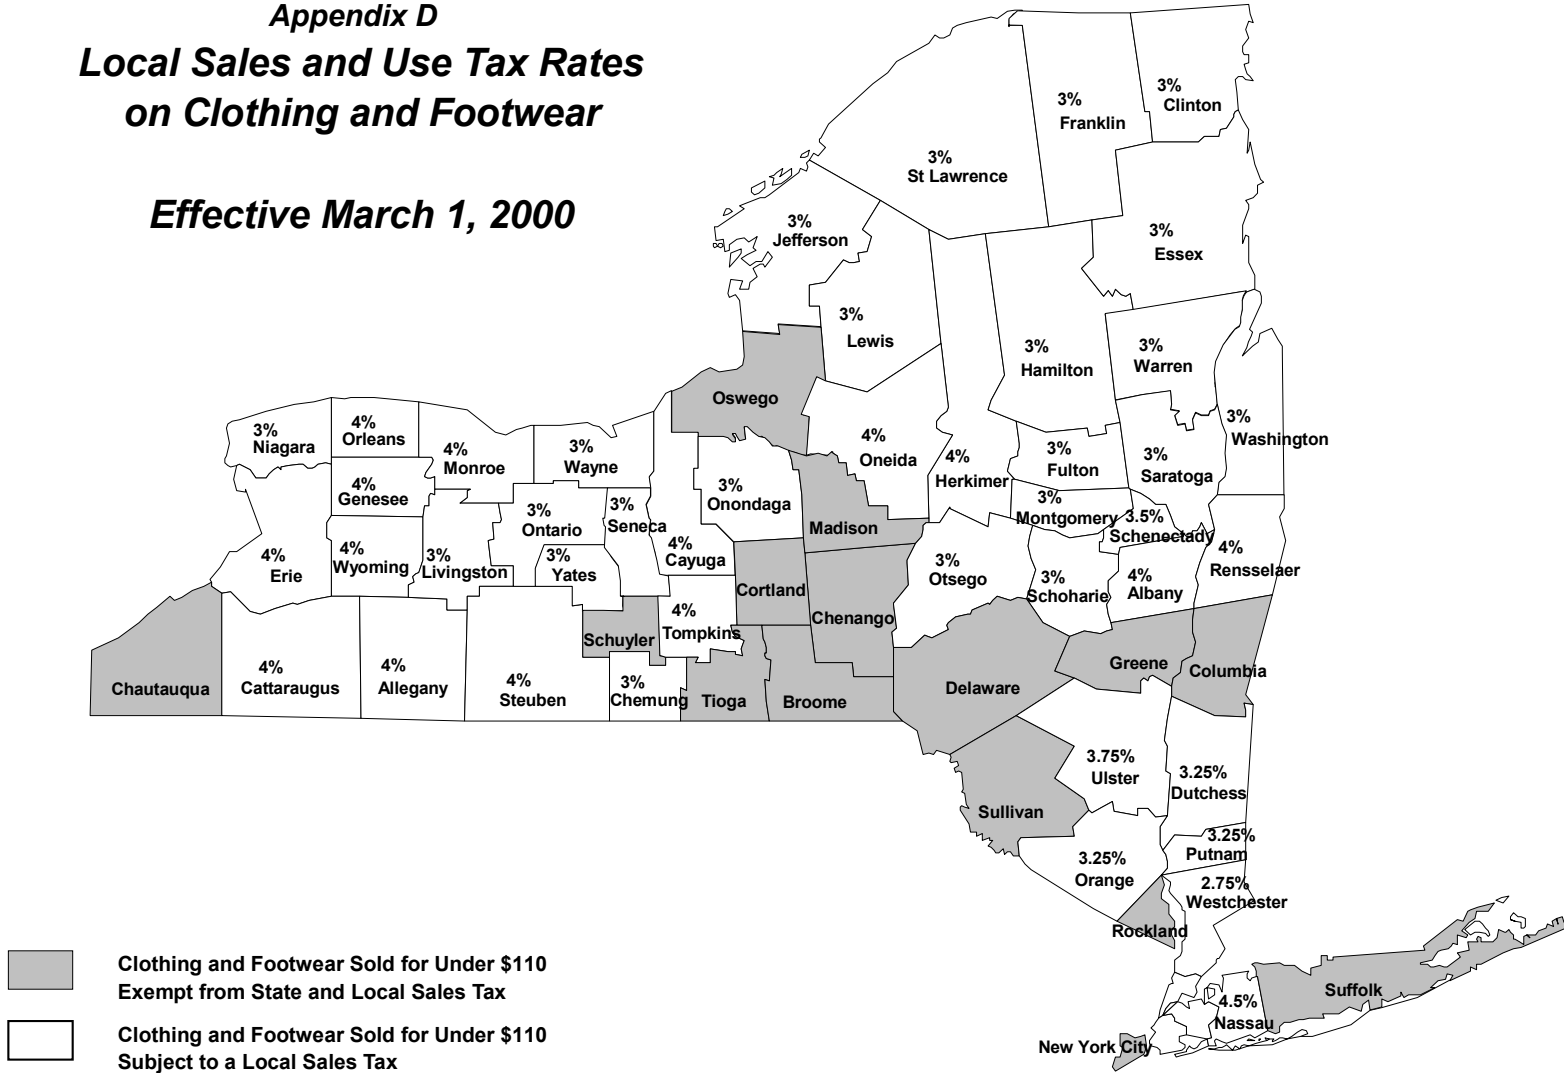 Appendix D
Local Sales and Use Tax Rates
on Clothing and Footwear
Effective March 1, 2000
3%
Clinton
3%
Franklin
3%
St Lawrence
3%
Jefferson
3%
Essex
3%
Lewis
3%
Hamilton
3%
Warren
Oswego
3%
Washington
3%
Niagara
4%
Orleans
4%
Monroe
3%
Wayne
4%
Oneida
4%
Herkimer
3%
Fulton
3%
Saratoga
4%
Genesee
3%
Ontario
3%
Seneca
3%
Onondaga
Madison
3%
Montgomery
3.5%
Schenectady
4%
Erie
4%
Wyoming
3%
Livingston
3%
Yates
4%
Cayuga
Cortland
Chenango
3%
Otsego
3%
Schoharie
4%
Albany
4%
Rensselaer
Chautauqua
4%
Cattaraugus
4%
Allegany
4%
Steuben
Schuyler
4%
Tompkins
3%
Chemung
Tioga
Broome
Delaware
Greene
Columbia
3.75%
Ulster
3.25%
Dutchess
Sullivan
3.25%
Putnam
3.25%
Orange
2.75%
Westchester
Rockland
Suffolk
4.5%
Nassau
New York City
Clothing and Footwear Sold for Under $110
Exempt from State and Local Sales Tax
Clothing and Footwear Sold for Under $110
Subject to a Local Sales Tax